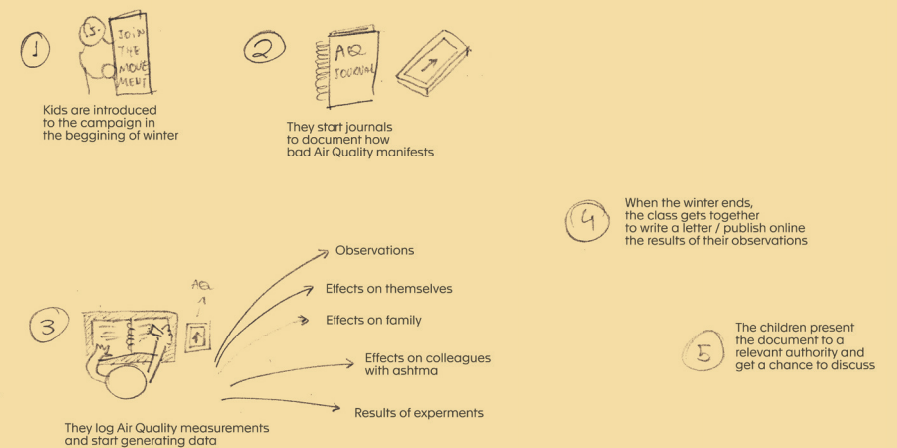 1
JOIN
THE
MOVE
MENT
Kids are introduced
to the campaign in
the beggining of winter
2
AQ
JOURNAL
They start journals
to document how
bad Air Quality manifests
3
AQ
They log Air Quality measurements
and start generating data
Observations
Effects on themselves
Effects on family
Effects on colleagues
with ashtma
Results of experments
4
When the winter ends,
the class gets together
to write a letter / publish online
the results of their observations
5
The children present
the document to a
relevant authority and
get a chance to discuss